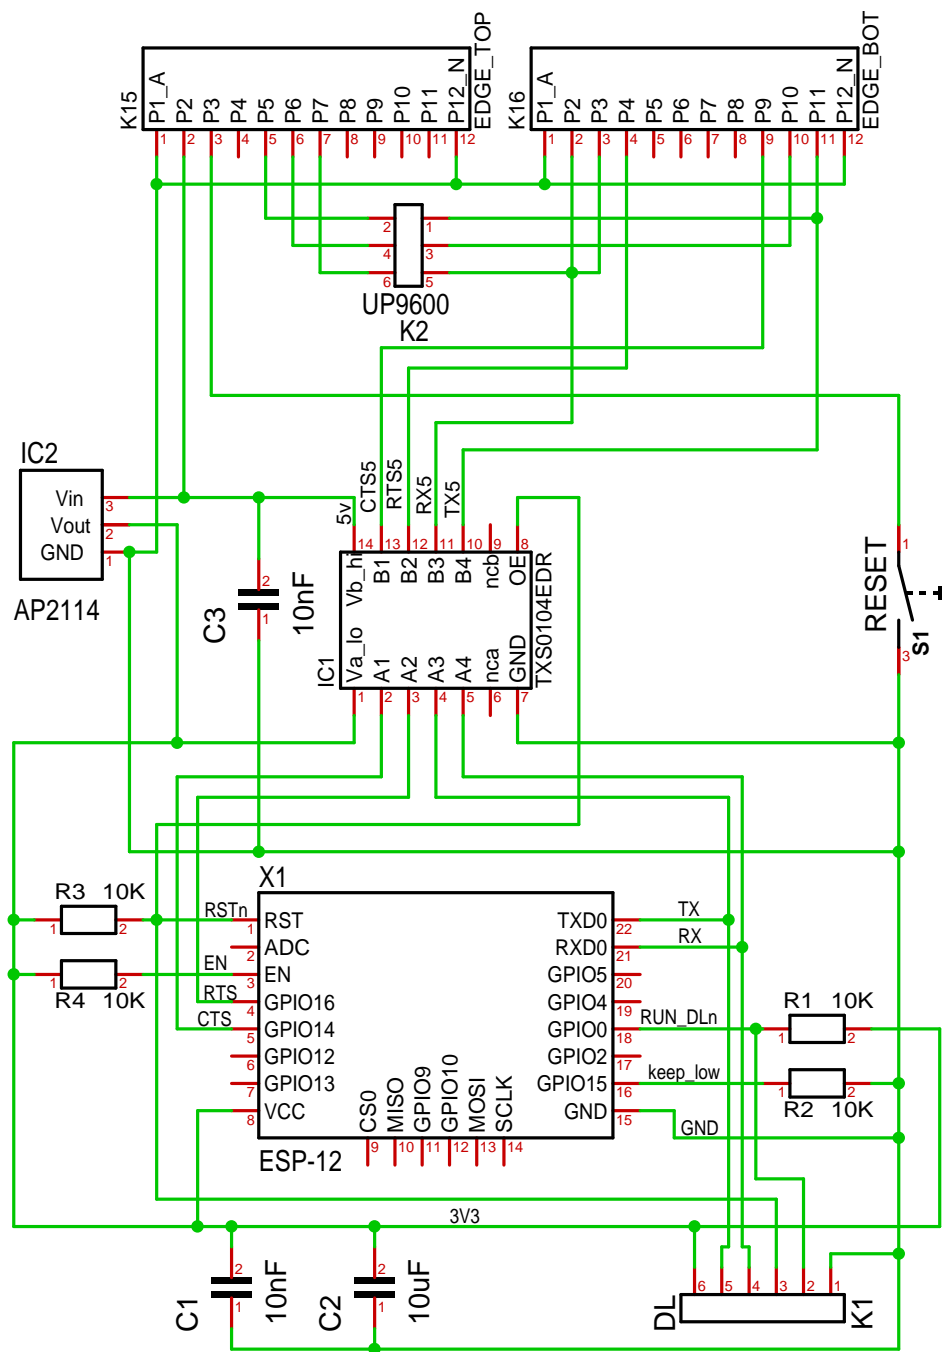 K15
P1_A P2 P3 P4 P5 P6 P7 P8 P9 P10 P11 P12_N
EDGE_TOP
1 2 3 4 5 6 7 8 9 10 11 12
K16
P1_A P2 P3 P4 P5 P6 P7 P8 P9 P10 P11 P12_N
EDGE_BOT
1 2 3 4 5 6 7 8 9 10 11 12
2 1
4 3
6 5
UP9600
K2
IC2
Vin 3
Vout 2
GND 1
AP2114
C3
10nF
2
1
5v CTS5 RTS5 RX5 TX5
14 13 12 11 10 9 8
Vb_hi B1 B2 B3 B4 ncb OE
Va_lo A1 A2 A3 A4 nca GND
1 2 3 4 5 6 7
IC1
TXS0104EDR
RESET
S1
1
3
X1
R3 10K
1 2
R4 10K
1 2
RSTn
EN
RTS
CTS
RST 1
ADC 2
EN 3
GPIO16 4
GPIO14 5
GPIO12 6
GPIO13 7
VCC 8
TXD0 22
RXD0 21
GPIO5 20
GPIO4 19
GPIO0 18
GPIO2 17
GPIO15 16
GND 15
CS0 MISO GPIO9 GPIO10 MOSI SCLK
9 10 11 12 13 14
ESP-12
TX
RX
RUN_DLn
keep_low
GND
R1 10K
1 2
R2 10K
1 2
3V3
C1
10nF
2
1
C2
10uF
2
1
DL
6 5 4 3 2 1
K1